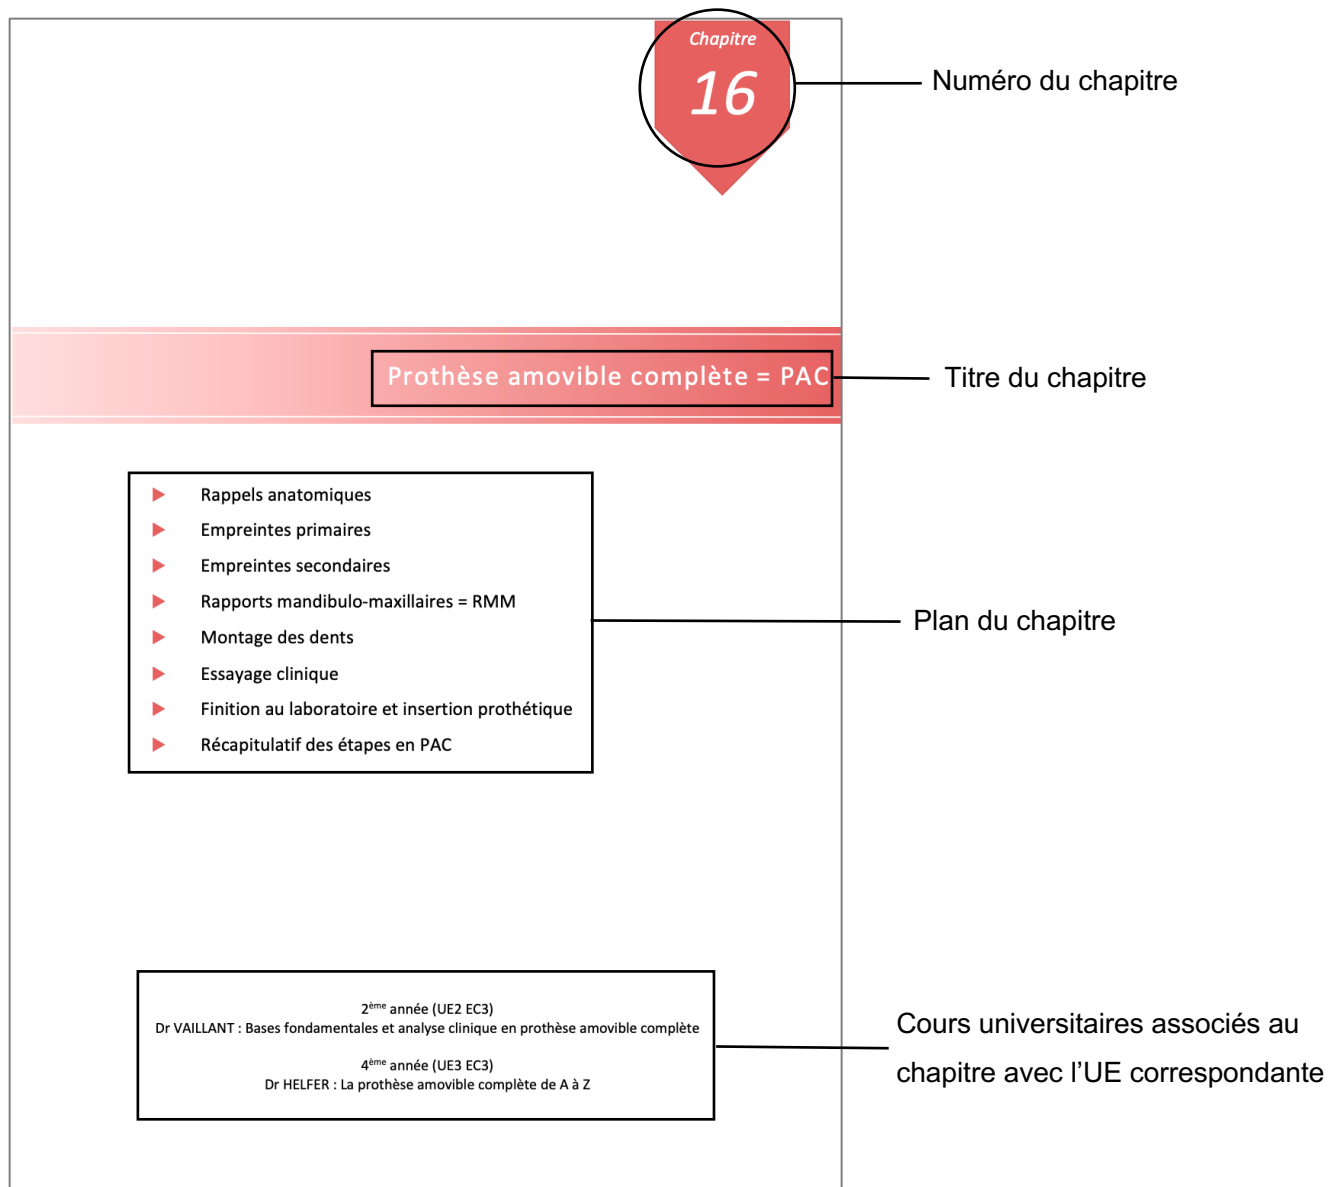 Chapitre
16
Numéro du chapitre
Prothèse amovible complète = PAC
Titre du chapitre
Rappels anatomiques
Empreintes primaires
Empreintes secondaires
Rapports mandibulo-maxillaires = RMM
Montage des dents
Essayage clinique
Finition au laboratoire et insertion prothétique
Récapitulatif des étapes en PAC
Plan du chapitre
2ème année (UE2 EC3)
Dr VAILLANT : Bases fondamentales et analyse clinique en prothèse amovible complète
4ème année (UE3 EC3)
Dr HELFER : La prothèse amovible complète de A à Z
Cours universitaires associés au
chapitre avec l’UE correspondante